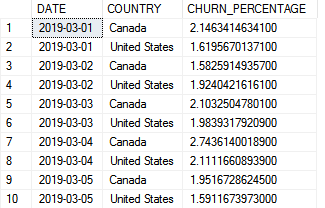 DATE COUNTRY CHURN_PERCENTAGE
1 2019-03-01 Canada 2.1463414634100
2 2019-03-01 United States 1.6195670137100
3 2019-03-02 Canada 1.5825914935700
4 2019-03-02 United States 1.9240421616100
5 2019-03-03 Canada 2.1032504780100
6 2019-03-03 United States 1.9839317920900
7 2019-03-04 Canada 2.7436140018900
8 2019-03-04 United States 2.1111660893900
9 2019-03-05 Canada 1.9516728624500
10 2019-03-05 United States 1.5911673973000